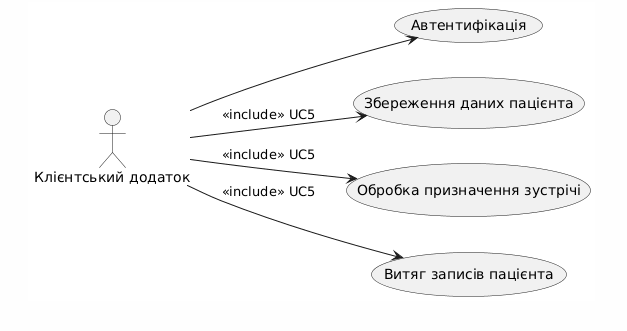 Автентифікація
Збереження даних пацієнта
«include» UC5
«include» UC5
Клієнтський додаток
Обробка призначення зустрічі
«include» UC5
Витяг записів пацієнта